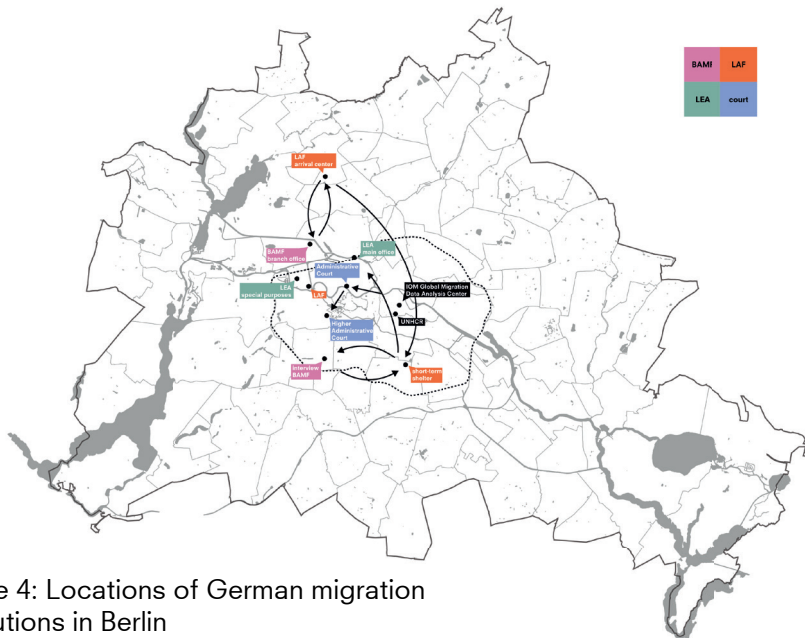 BAMF LAF
LEA court
LAF
arrival center
BAMF
branch office
LEA
main office
Administrative
Court
LEA
special purposes
LAF
IOM Global Migration
Data Analysis Center
UNHCR
Higher
Administrative
Court
interview
BAMF
short-term
shelter
e 4: Locations of German migration
utions in Berlin